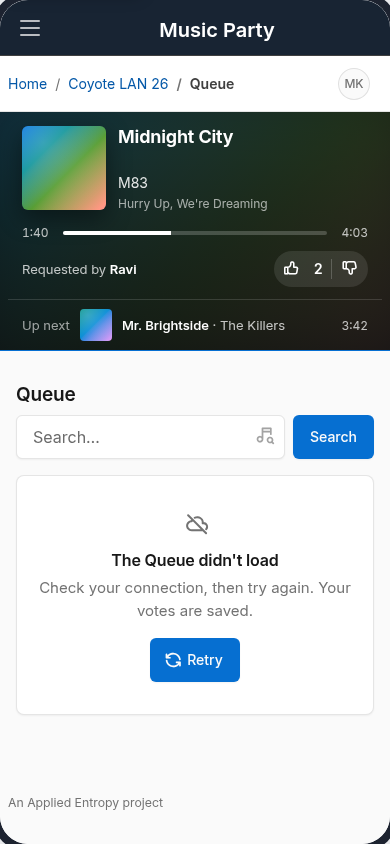 Music Party
Home / Coyote LAN 26 / Queue
MK
Midnight City
M83
Hurry Up, We're Dreaming
1:40
4:03
Requested by Ravi
2
Up next
Mr. Brightside · The Killers
3:42
Queue
Search...
Search
The Queue didn't load
Check your connection, then try again. Your
votes are saved.
Retry
An Applied Entropy project